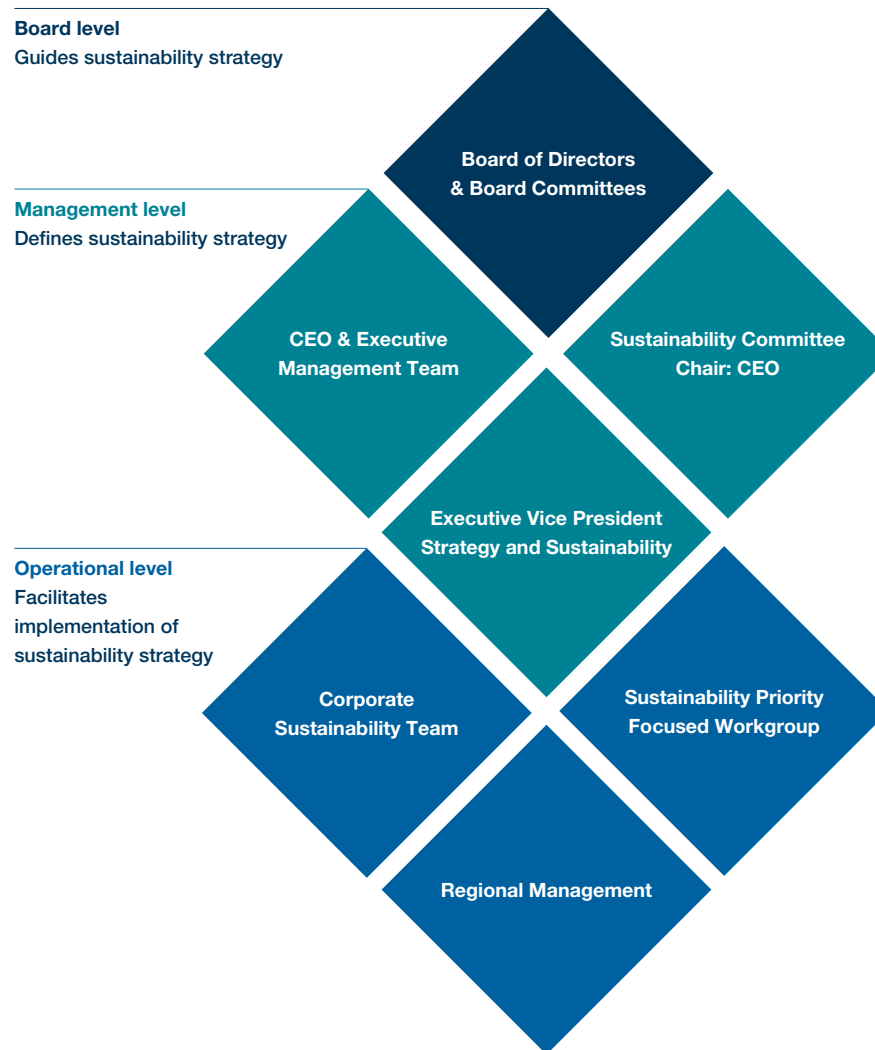 Board level
Guides sustainability strategy
Board of Directors
& Board Committees
Management level
Defines sustainability strategy
CEO & Executive
Management Team
Sustainability Committee
Chair: CEO
Executive Vice President
Strategy and Sustainability
Operational level
Facilitates
implementation of
sustainability strategy
Corporate
Sustainability Team
Sustainability Priority
Focused Workgroup
Regional Management